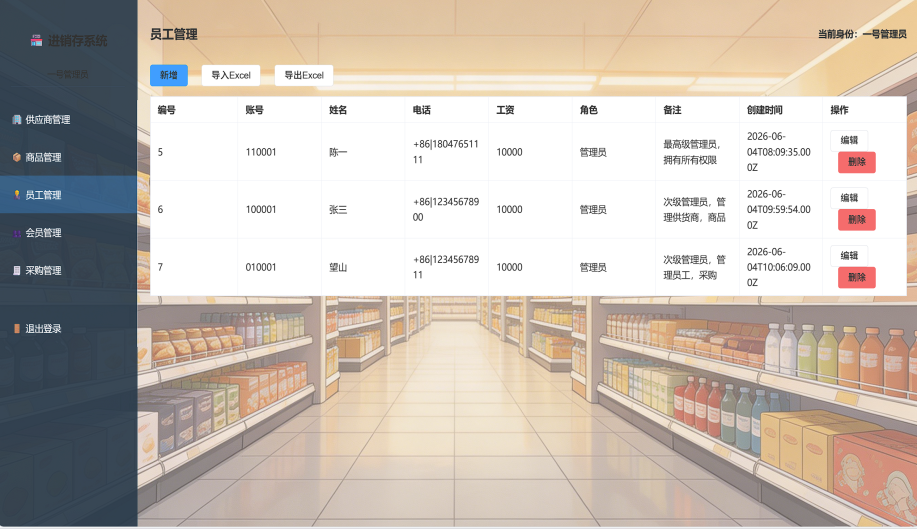 进销存系统
一号管理员
供应商管理
商品管理
员工管理
会员管理
采购管理
退出登录
员工管理
当前身份：一号管理员
新增 导入Excel 导出Excel
编号 账号 姓名 电话 工资 角色 备注 创建时间 操作
5 110001 陈一 +86|18047651111 10000 管理员 最高级管理员，拥有所有权限 2026-06-04T08:09:35.000Z 编辑 删除
6 100001 张三 +86|12345678900 10000 管理员 次级管理员，管理供货商，商品 2026-06-04T09:59:54.000Z 编辑 删除
7 010001 望山 +86|12345678911 10000 管理员 次级管理员，管理员工，采购 2026-06-04T10:06:09.000Z 编辑 删除